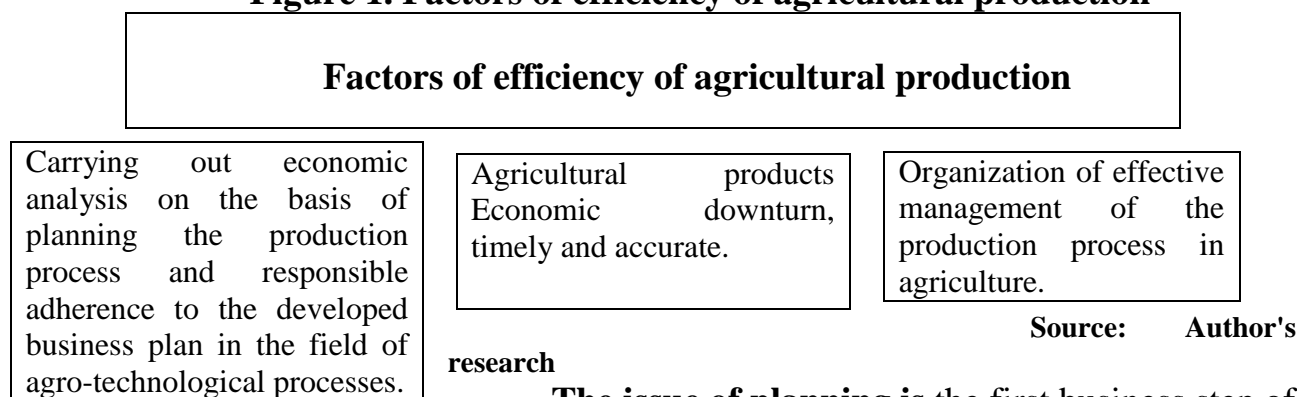 Figure 1. Factors of efficiency of agricultural production
Factors of efficiency of agricultural production
Carrying out economic
analysis on the basis of
planning the production
process and responsible
adherence to the developed
business plan in the field of
agro-technological processes.
Agricultural products
Economic downturn,
timely and accurate.
Organization of effective
management of the
production process in
agriculture.
Source: Author's
research
The issue of planning is the first business step of